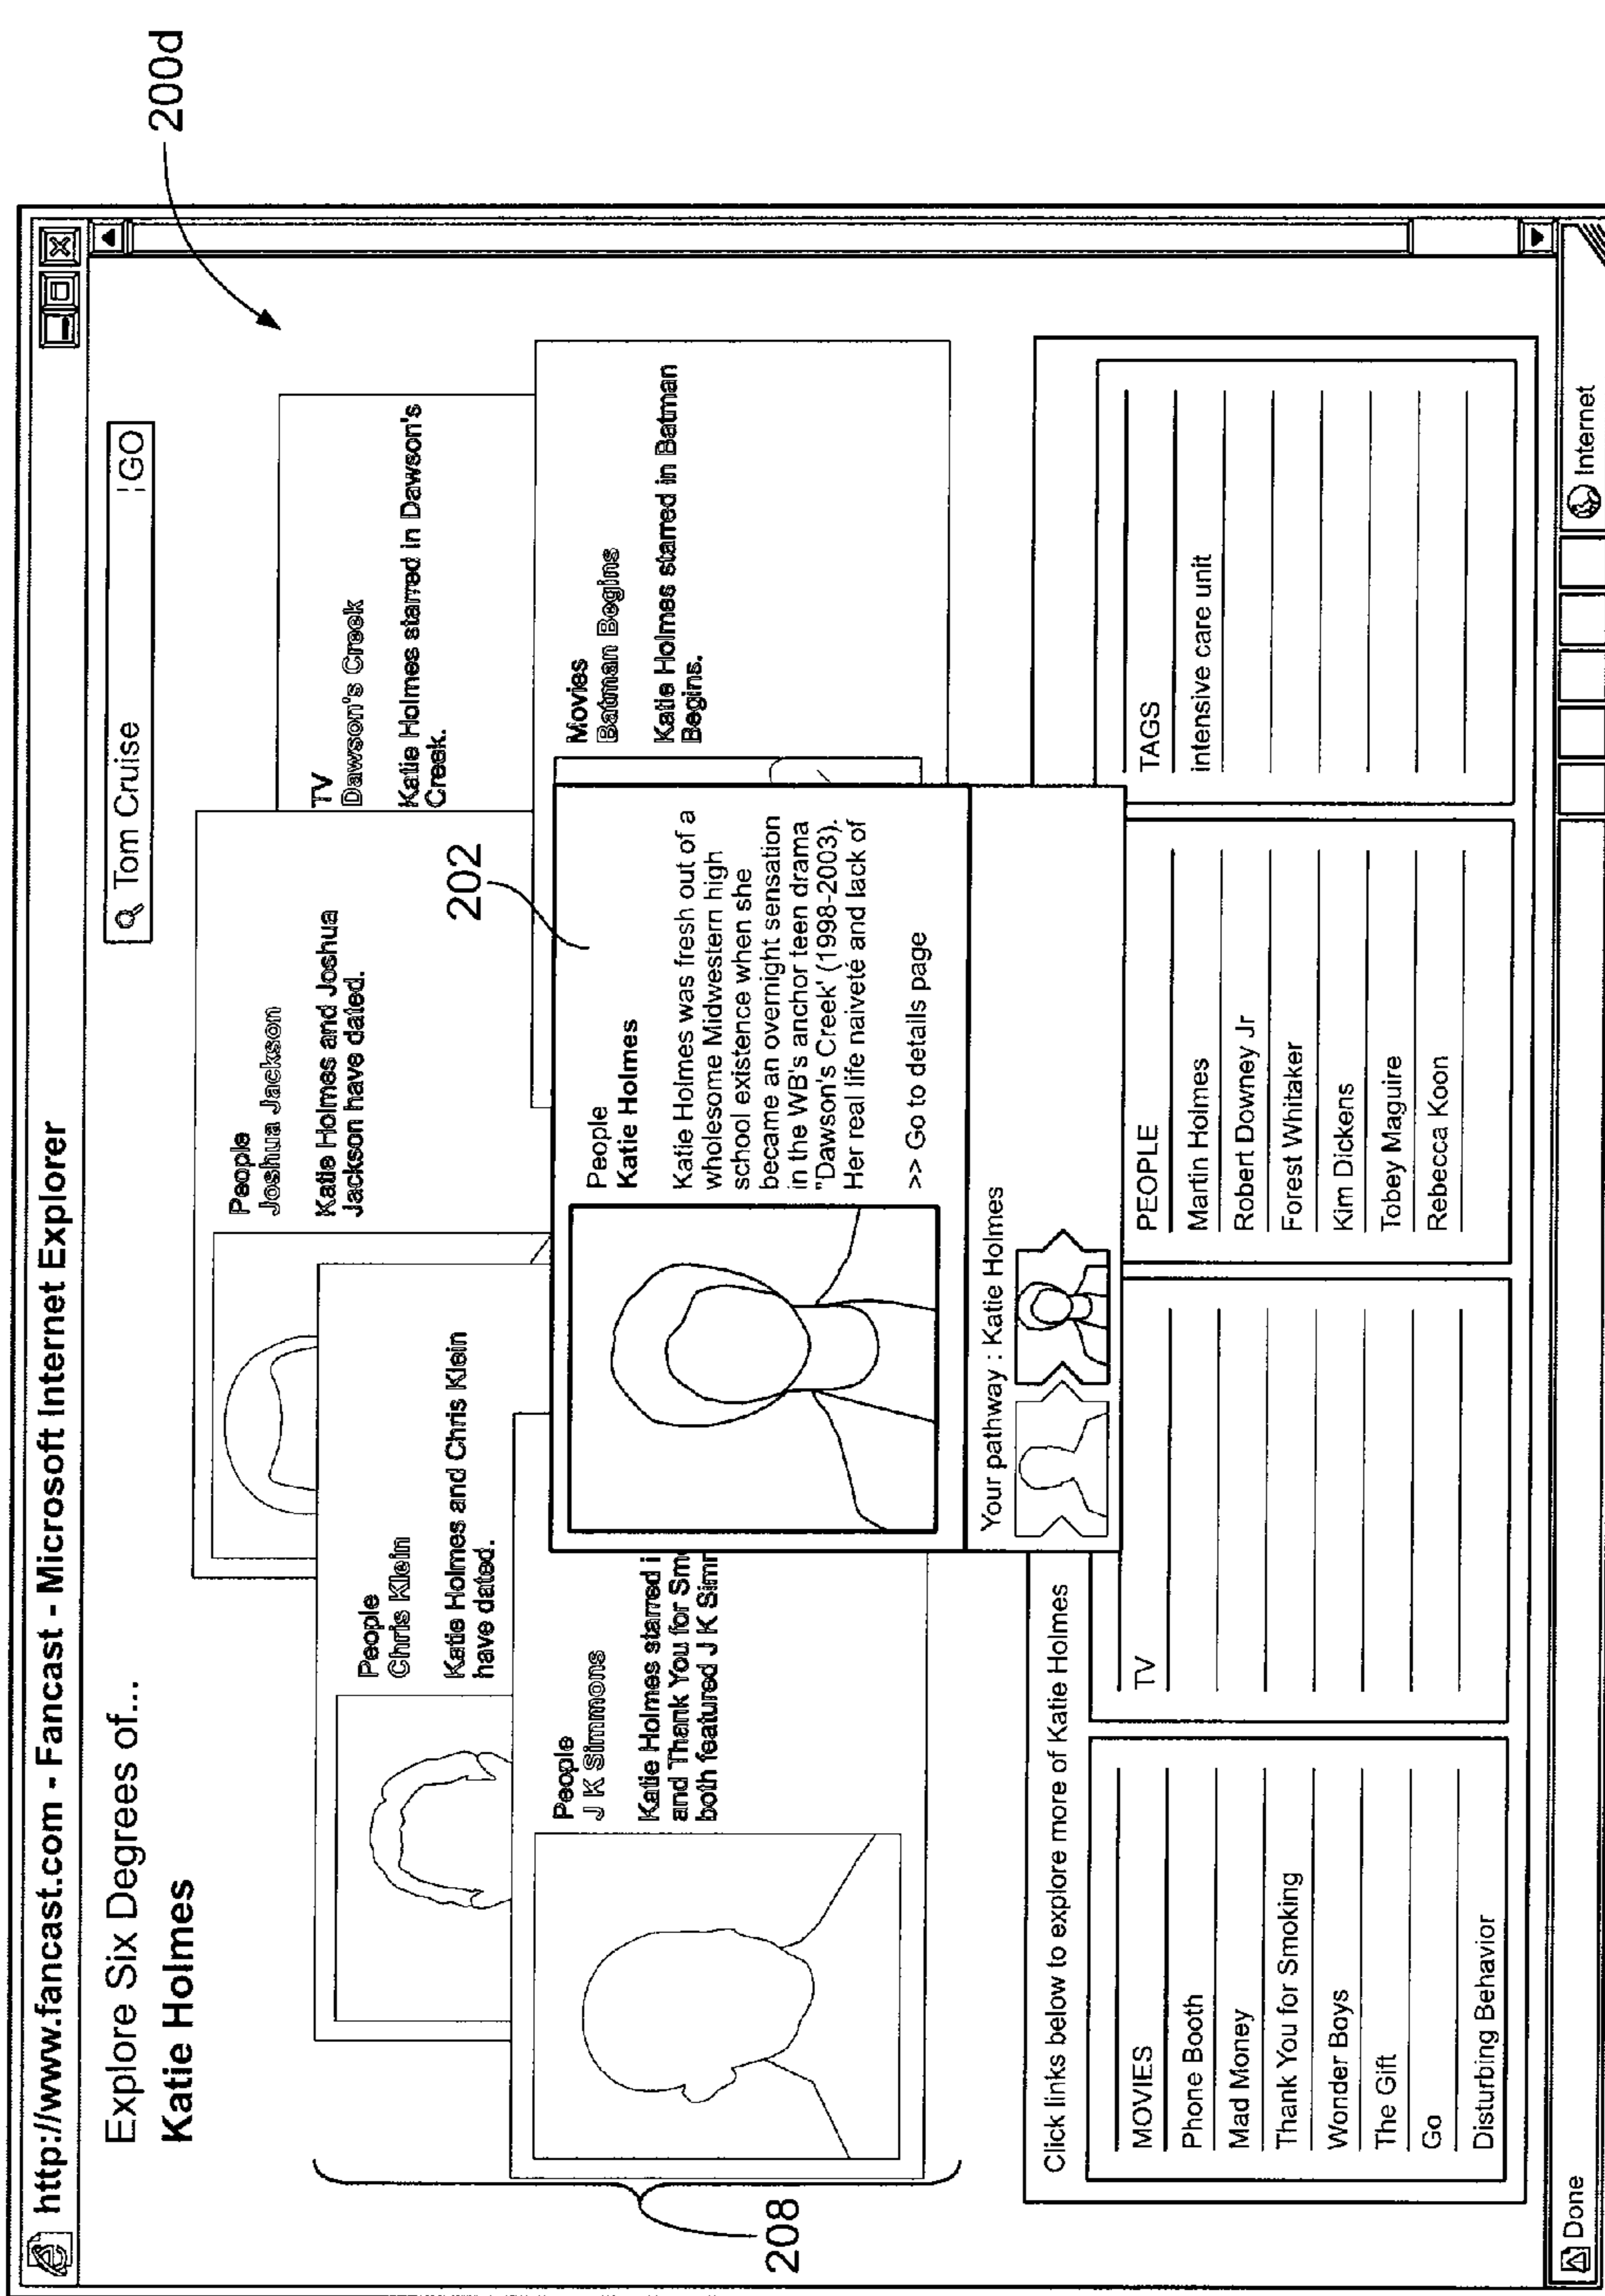 http://www.fancast.com - Fancast - Microsoft Internet Explorer
200d
Explore Six Degrees of...
Katie Holmes
Tom Cruise
GO
People
Joshua Jackson
Katie Holmes and Joshua
Jackson have dated.
TV
Dawson's Creek
Katie Holmes starred in Dawson's
Creek.
People
Chris Klein
Katie Holmes and Chris Klein
have dated.
202
People
J K Simmons
Katie Holmes starred i
and Thank You for Smo
both featured J K Simr
People
Katie Holmes
Katie Holmes was fresh out of a
wholesome Midwestern high
school existence when she
became an overnight sensation
in the WB's anchor teen drama
"Dawson's Creek' (1998-2003).
Her real life naiveté and lack of
>> Go to details page
Movies
Batman Begins
Katie Holmes starred in Batman
Begins.
208
Your pathway : Katie Holmes
Click links below to explore more of Katie Holmes
MOVIES
Phone Booth
Mad Money
Thank You for Smoking
Wonder Boys
The Gift
Go
Disturbing Behavior
TV
PEOPLE
Martin Holmes
Robert Downey Jr
Forest Whitaker
Kim Dickens
Tobey Maguire
Rebecca Koon
TAGS
intensive care unit
Done
Internet